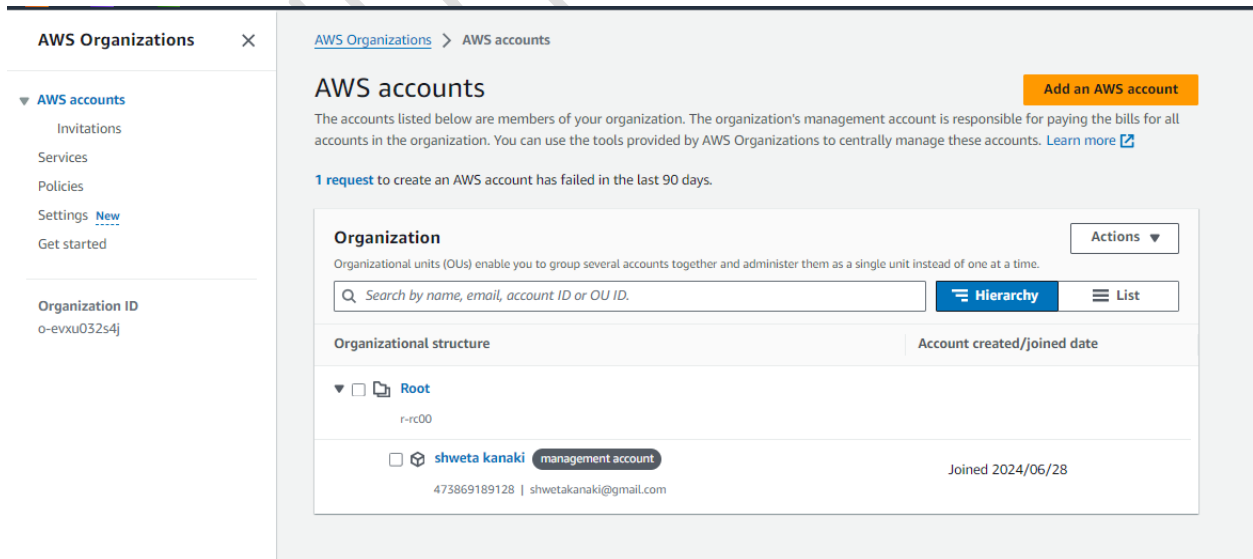 AWS Organizations
AWS accounts
Invitations
Services
Policies
Settings New
Get started
Organization ID
o-evxu032s4j
AWS Organizations > AWS accounts
AWS accounts
Add an AWS account
The accounts listed below are members of your organization. The organization's management account is responsible for paying the bills for all
accounts in the organization. You can use the tools provided by AWS Organizations to centrally manage these accounts. Learn more
1 request to create an AWS account has failed in the last 90 days.
Organization
Actions
Organizational units (OUs) enable you to group several accounts together and administer them as a single unit instead of one at a time.
Search by name, email, account ID or OU ID.
Hierarchy
List
Organizational structure
Account created/joined date
Root
r-rc00
shweta kanaki management account
Joined 2024/06/28
473869189128 | shwetakanaki@gmail.com